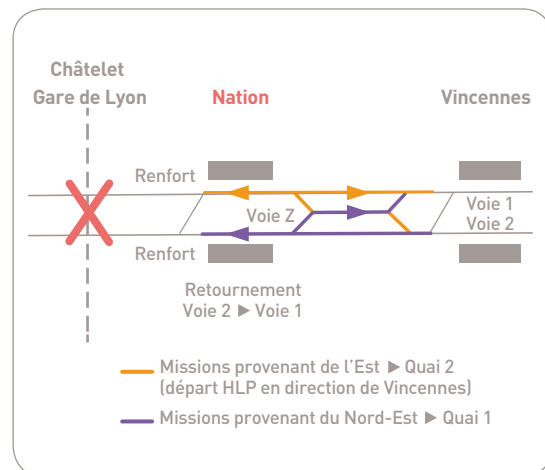 Châtelet
Gare de Lyon
Nation
Vincennes
Renfort
Voie Z
Voie 1
Voie 2
Renfort
Retournement
Voie 2 ► Voie 1
Missions provenant de l'Est ► Quai 2
(départ HLP en direction de Vincennes)
Missions provenant du Nord-Est ► Quai 1